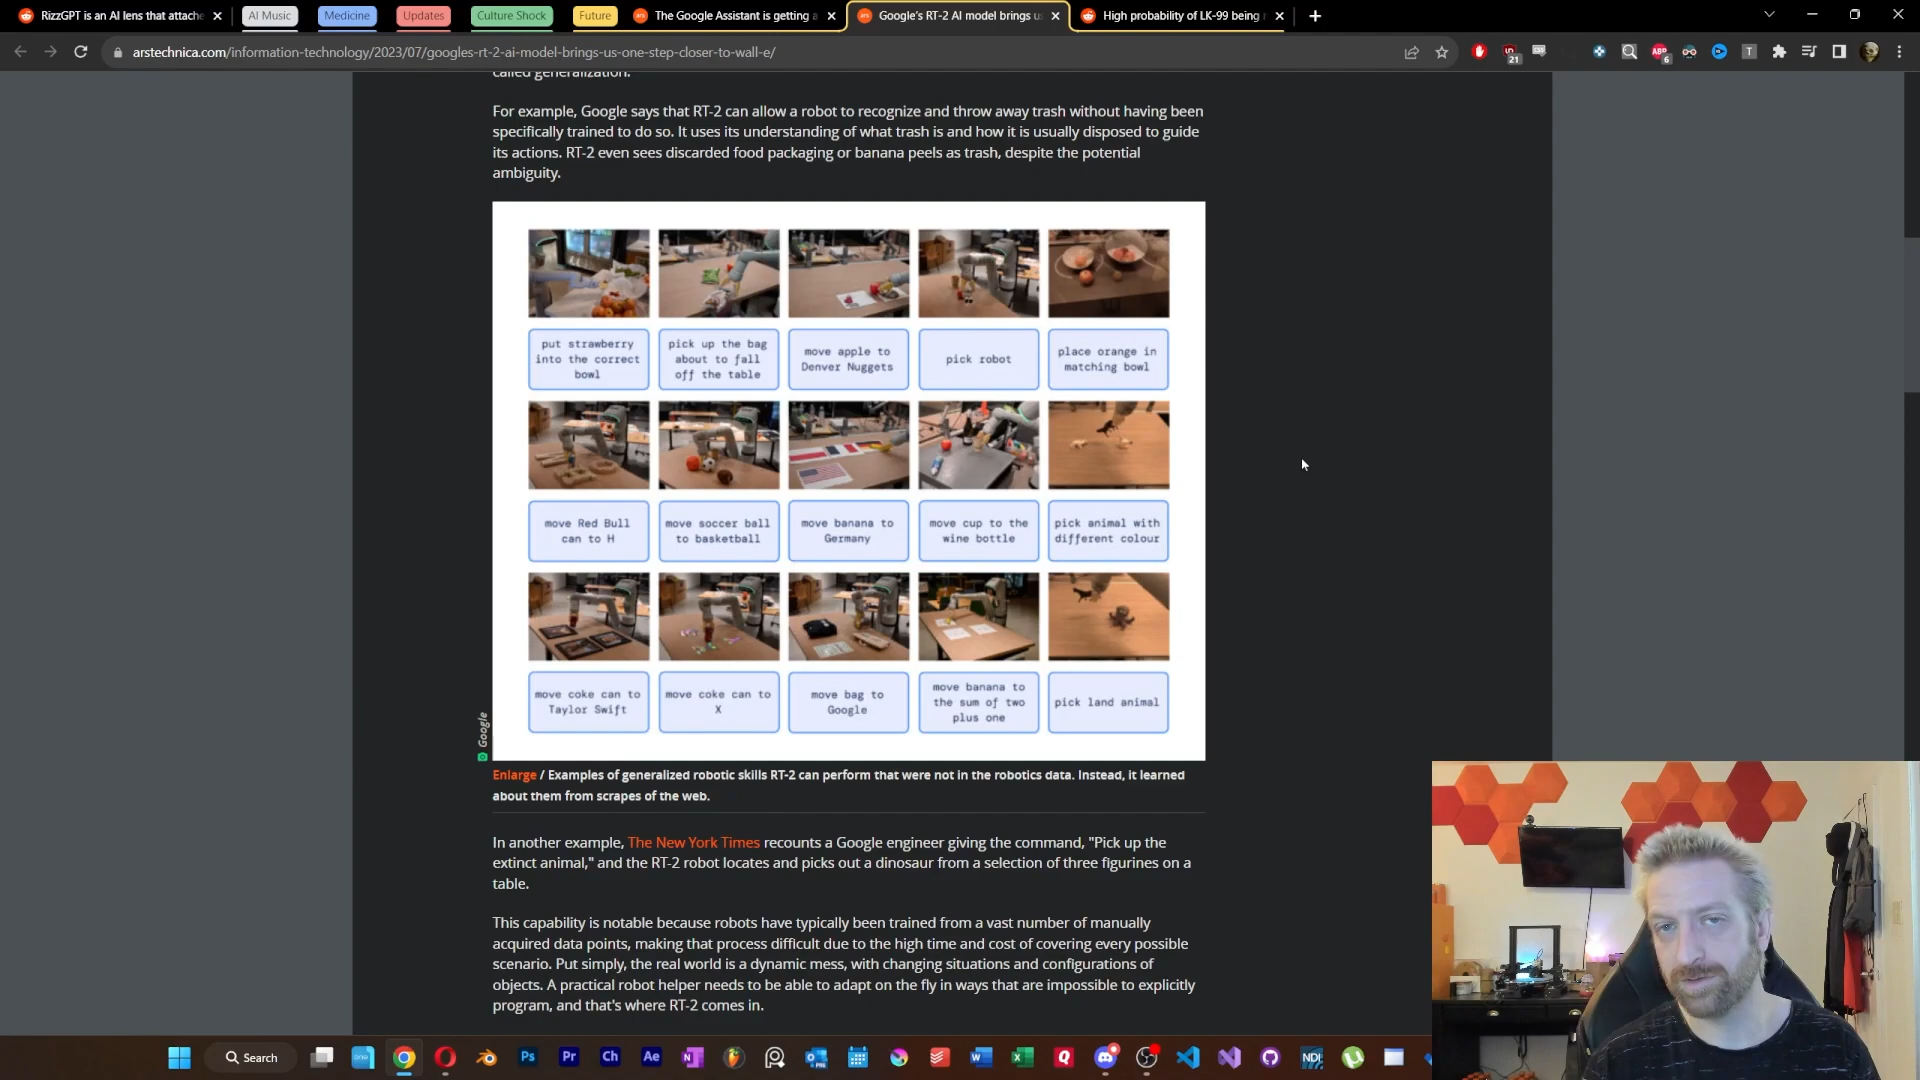 RizzGPT is an AI lens that attache
AI Music
Medicine
Updates
Culture Shock
Future
The Google Assistant is getting a
Google's RT-2 AI model brings us
High probability of LK-99 being
arstechnica.com/information-technology/2023/07/googles-rt-2-ai-model-brings-us-one-step-closer-to-wall-e/
21
6
T
called generalization.
For example, Google says that RT-2 can allow a robot to recognize and throw away trash without having been
specifically trained to do so. It uses its understanding of what trash is and how it is usually disposed to guide
its actions. RT-2 even sees discarded food packaging or banana peels as trash, despite the potential
ambiguity.
put strawberry
into the correct
bowl
pick up the bag
about to fall
off the table
move apple to
Denver Nuggets
pick robot
place orange in
matching bowl
move Red Bull
can to H
move soccer ball
to basketball
move banana to
Germany
move cup to the
wine bottle
pick animal with
different colour
move coke can to
Taylor Swift
move coke can to
X
move bag to
Google
move banana to
the sum of two
plus one
pick land animal
Google
Enlarge / Examples of generalized robotic skills RT-2 can perform that were not in the robotics data. Instead, it learned
about them from scrapes of the web.
In another example, The New York Times recounts a Google engineer giving the command, "Pick up the
extinct animal," and the RT-2 robot locates and picks out a dinosaur from a selection of three figurines on a
table.
This capability is notable because robots have typically been trained from a vast number of manually
acquired data points, making that process difficult due to the high time and cost of covering every possible
scenario. Put simply, the real world is a dynamic mess, with changing situations and configurations of
objects. A practical robot helper needs to be able to adapt on the fly in ways that are impossible to explicitly
program, and that's where RT-2 comes in.
Search
Ps
Pr
Ch
Ae
NDI